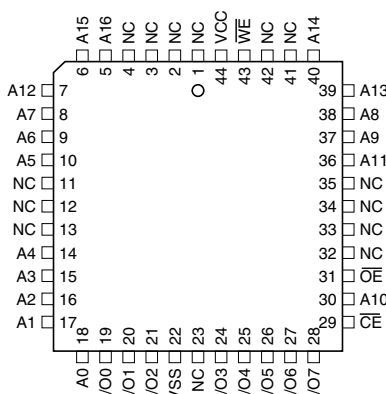 A15 A16 NC NC NC NC VCC WE NC NC A14
6 5 4 3 2 1 44 43 42 41 40
A12 7 39 A13
A7 8 38 A8
A6 9 37 A9
A5 10 36 A11
NC 11 35 NC
NC 12 34 NC
NC 13 33 NC
A4 14 32 NC
A3 15 31 OE
A2 16 30 A10
A1 17 29 CE
18 19 20 21 22 23 24 25 26 27 28
A0 /O0 /O1 /O2 VSS NC /O3 /O4 /O5 /O6 /O7